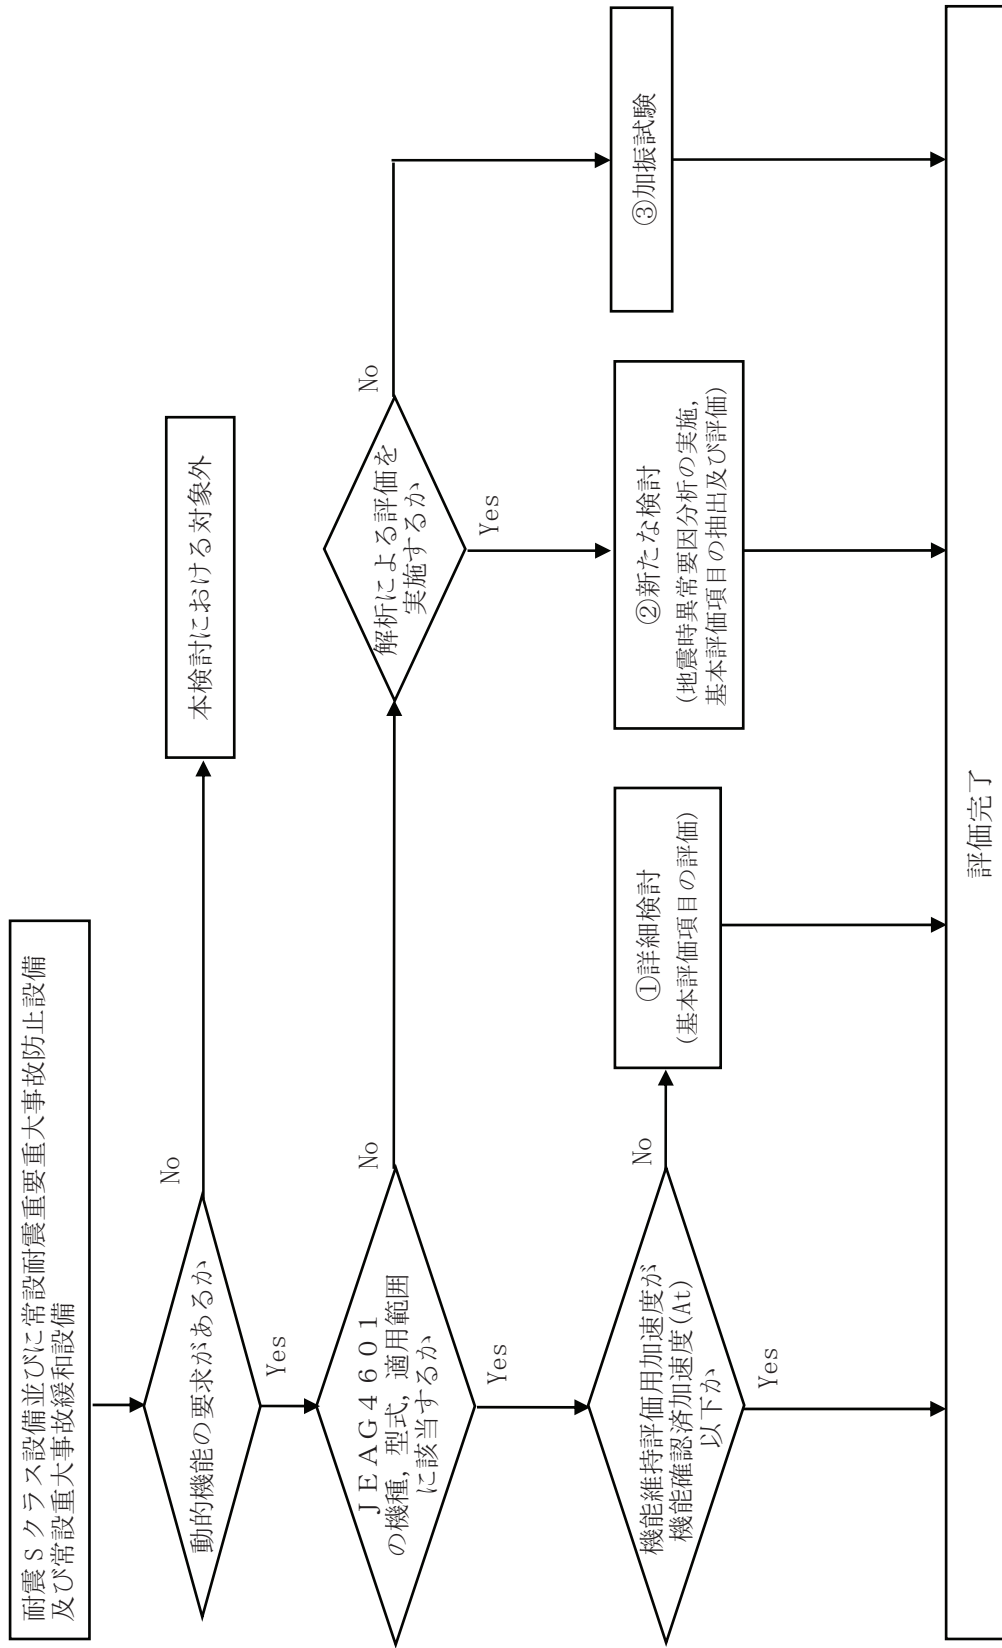 耐震Ｓクラス設備並びに常設耐震重要重大事故防止設備
及び常設重大事故緩和設備
動的機能の要求があるか
No
本検討における対象外
Yes
ＪＥＡＧ４６０１
の機種，型式，適用範囲
に該当するか
No
解析による評価を
実施するか
No
Yes
Yes
機能維持評価用加速度が
機能確認済加速度(At)
以下か
No
①詳細検討
(基本評価項目の評価)
②新たな検討
(地震時異常要因分析の実施，
基本評価項目の抽出及び評価)
③加振試験
Yes
評価完了